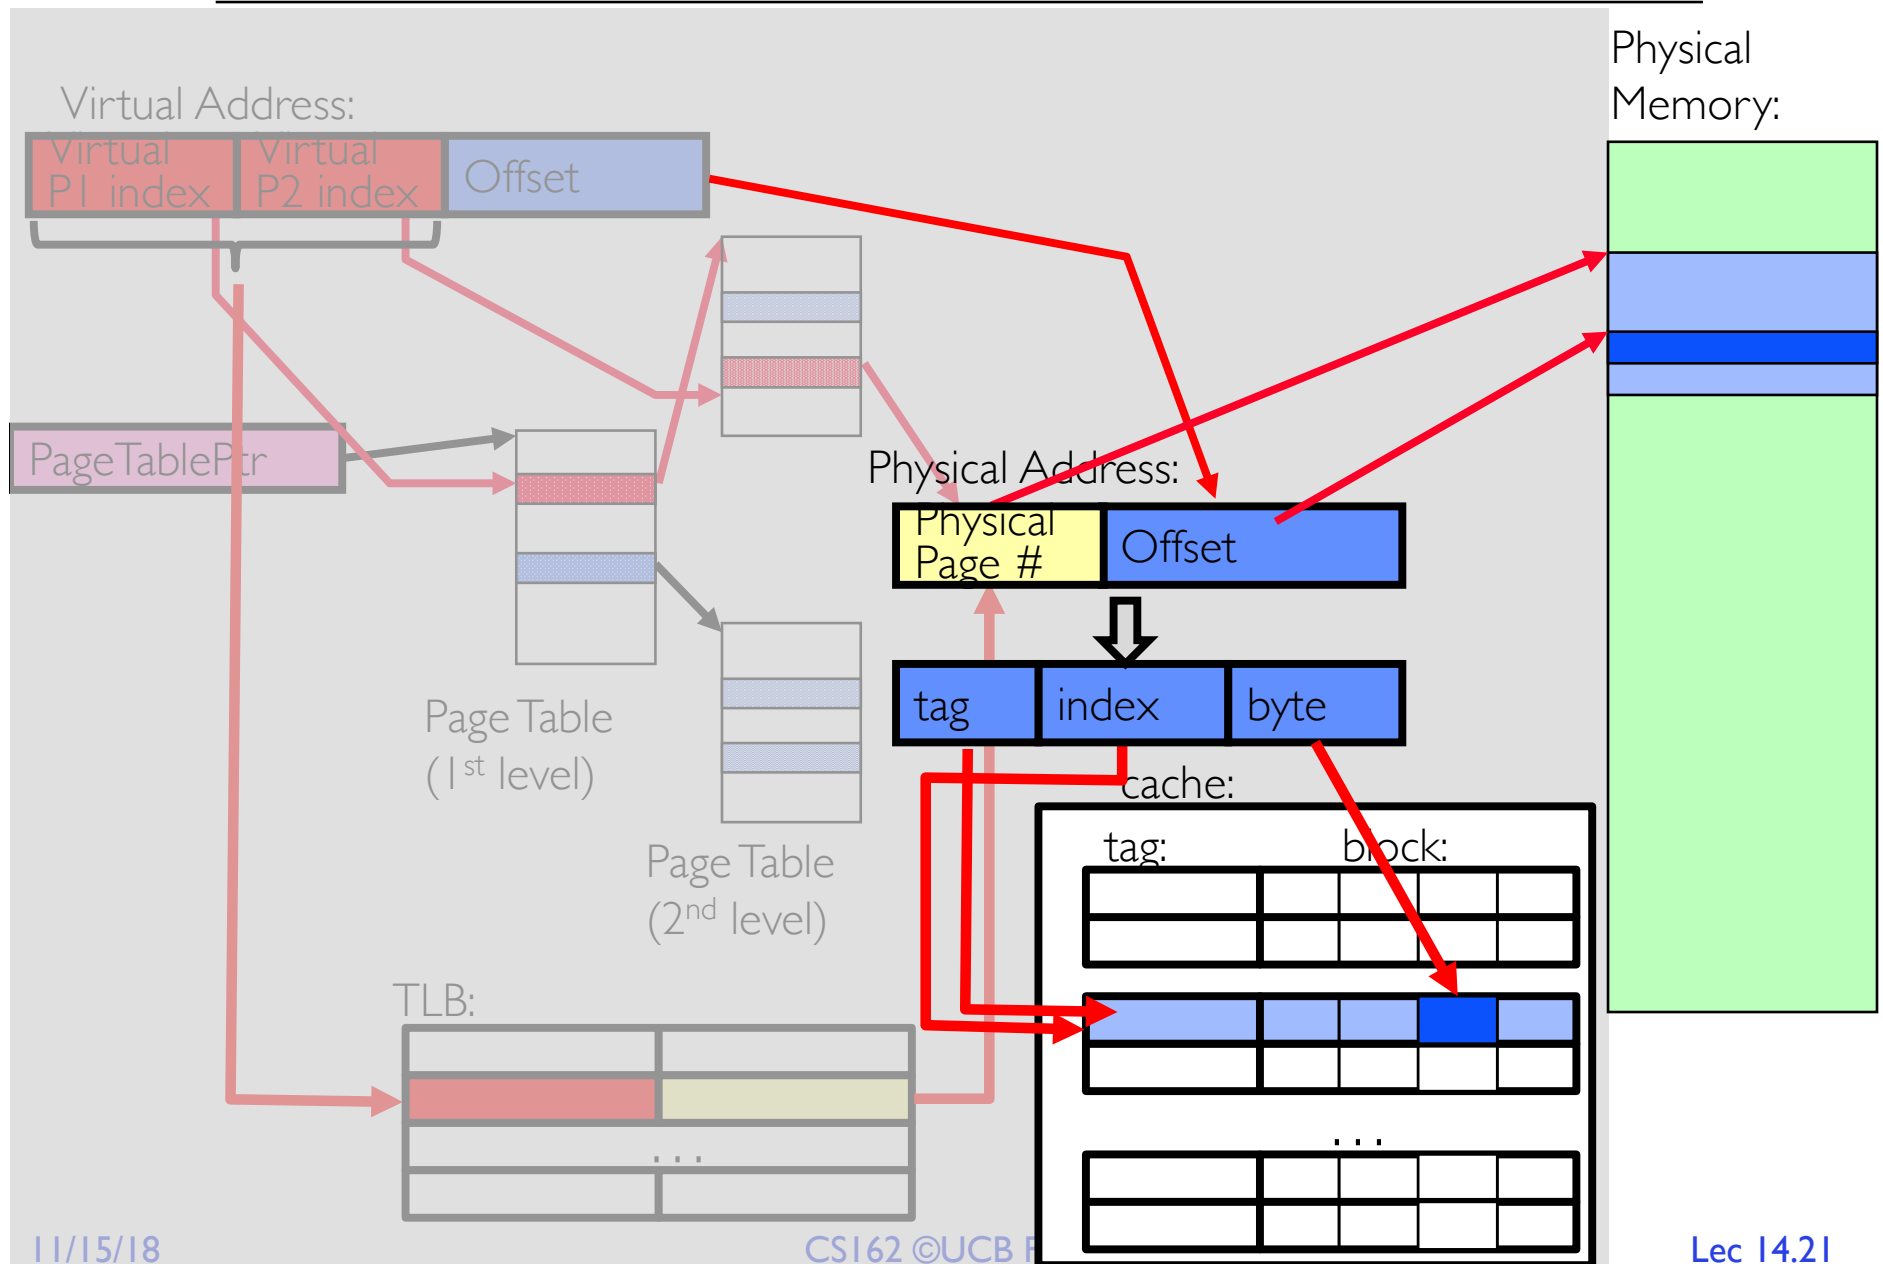 Physical
Memory:
Virtual Address:
Virtual
P1 index
Virtual
P2 index
Offset
PageTablePtr
Physical Address:
Physical
Page #
Offset
tag
index
byte
Page Table
(1st level)
cache:
tag:
block:
Page Table
(2nd level)
TLB:
. . .
. . .
11/15/18
CS162 ©UCB F
Lec 14.21